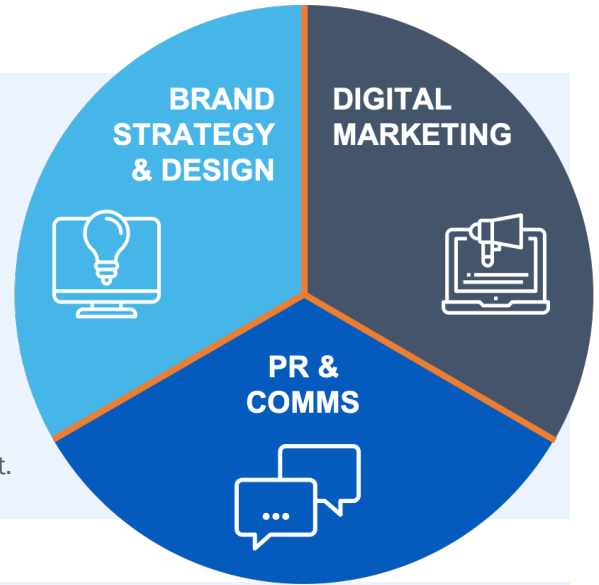 BRAND
STRATEGY
& DESIGN
DIGITAL
MARKETING
PR &
COMMS
t.